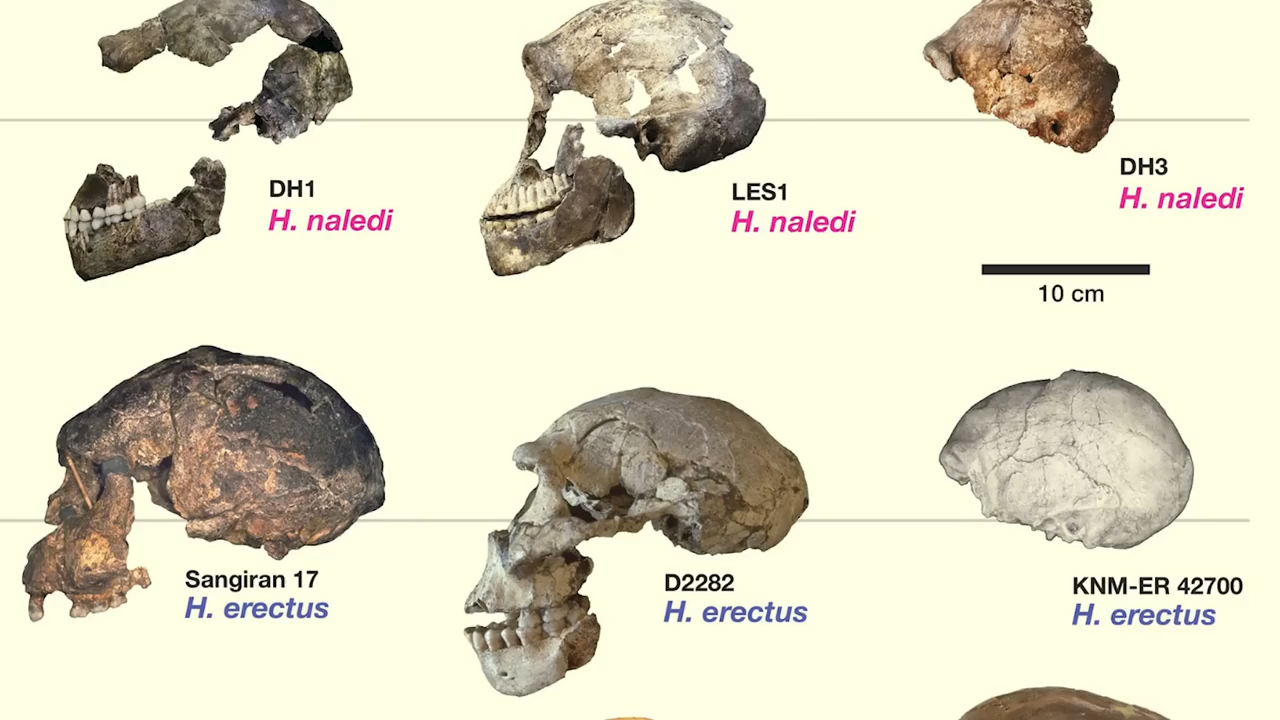 DH1
H. naledi
LES1
H. naledi
DH3
H. naledi
10 cm
Sangiran 17
H. erectus
D2282
H. erectus
KNM-ER 42700
H. erectus